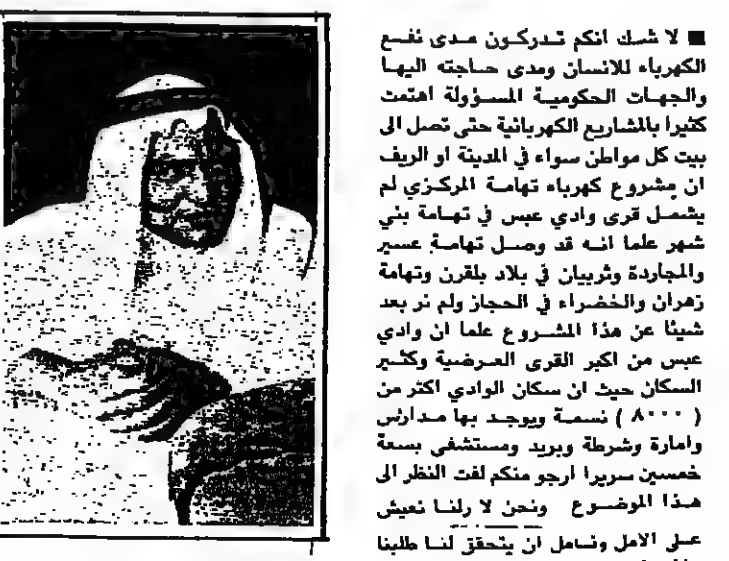 ■ لا شك انكم تدركون مدى نفع
الكهرباء للانسان ومدى حاجته اليها
والجهات الحكومية المسؤولة اهتمت
كثيرا بالمشاريع الكهربائية حتى تصل الى
بيت كل مواطن سواء في المدينة او الريف
ان مشروع كهرباء تهامة المركزي لم
يشمل قرى وادي عبس في تهامة بني
شهر علما انه قد وصل تهامة عسير
والمجاردة وثريبان في بلاد بلقرن وتهامة
زهران والخضراء في الحجاز ولم نر بعد
شيئا عن هذا المشروع علما ان وادي
عبس من اكبر القرى العرضية وكثير
السكان حيث ان سكان الوادي اكثر من
( ٨٠٠٠ ) نسمة ويوجد بها مدارس
وامارة وشرطة وبريد ومستشفى بسعة
خمسين سريرا ارجو منكم لفت النظر الى
هذا الموضوع ونحن لا زلنا نعيش
على الامل ونامل ان يتحقق لنا طلبنا